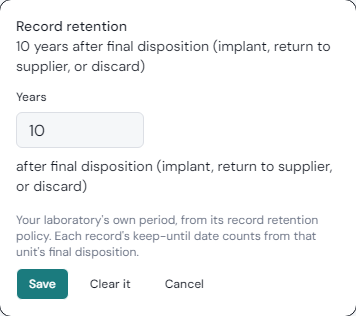 Record retention
10 years after final disposition (implant, return to
supplier, or discard)
Years
10
after final disposition (implant, return to supplier,
or discard)
Your laboratory's own period, from its record retention
policy. Each record's keep-until date counts from that
unit's final disposition.
Save
Clear it
Cancel